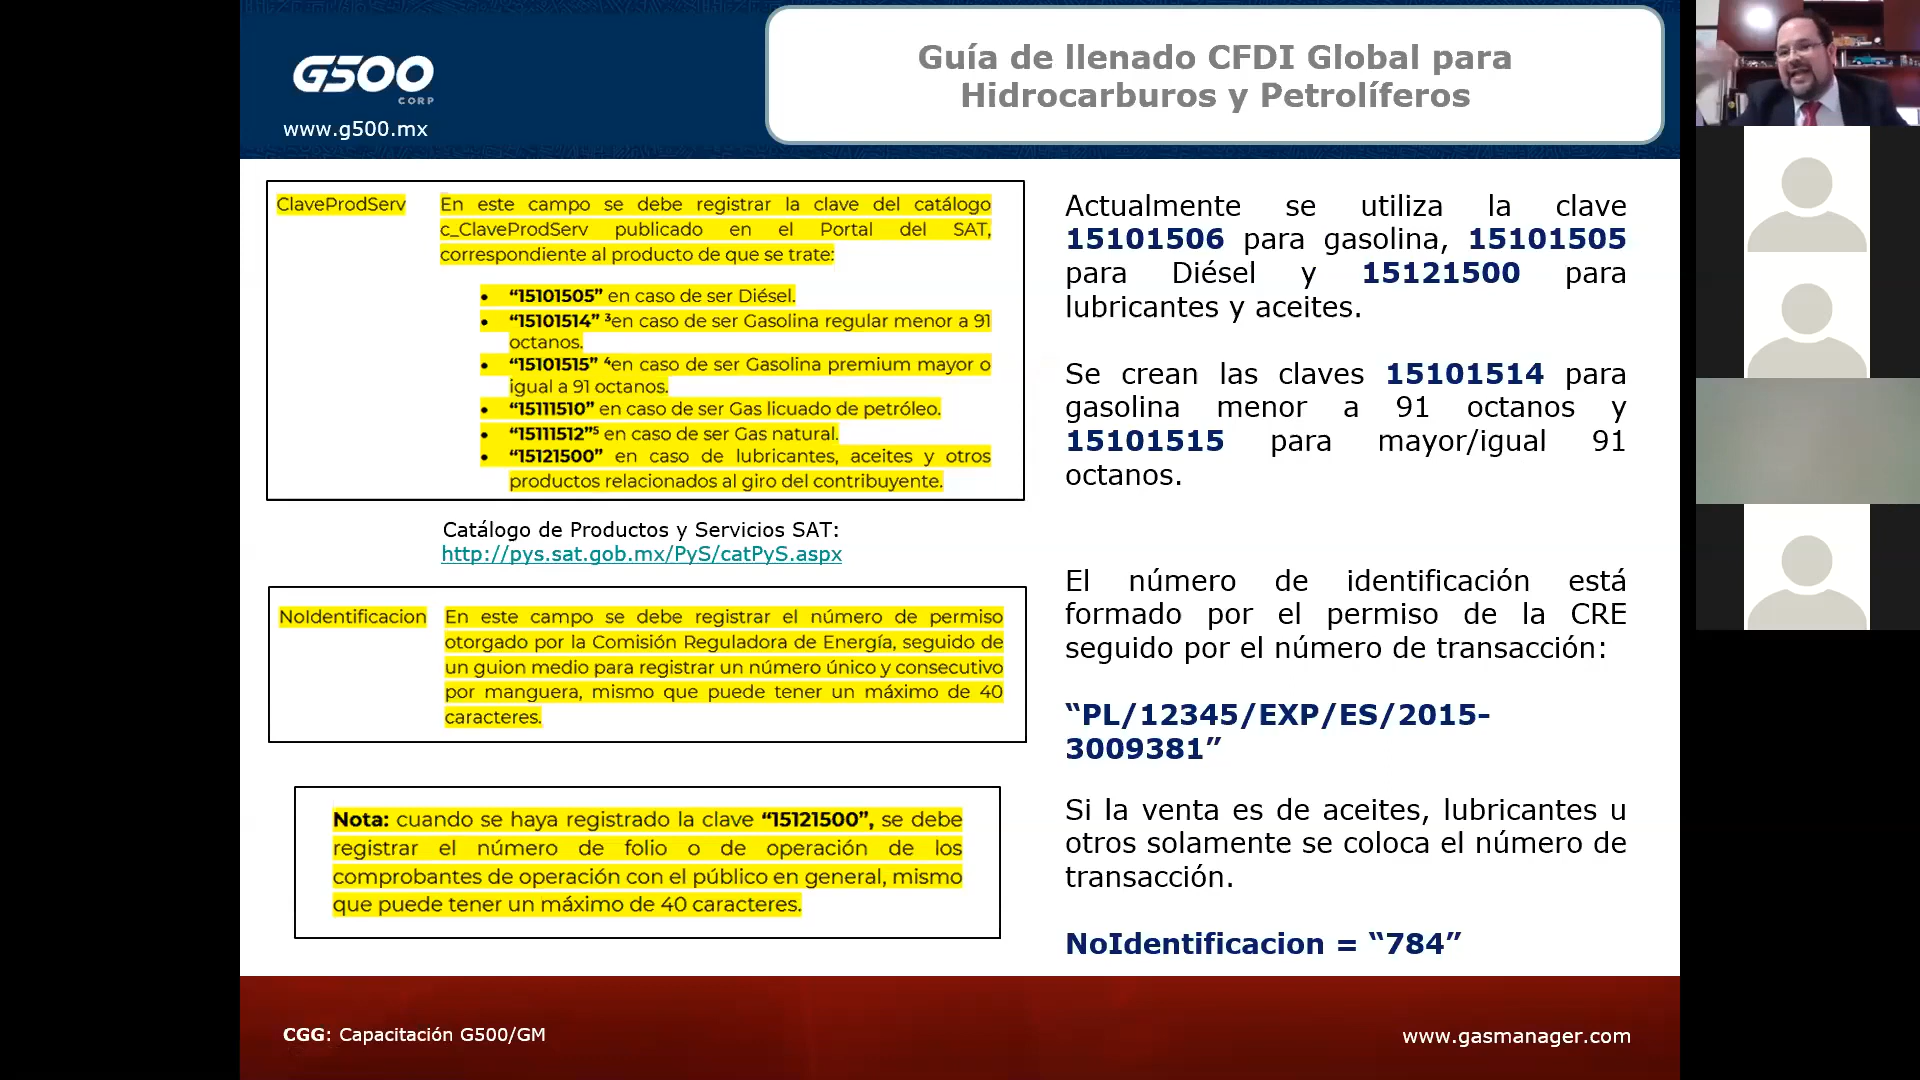 G500
CORP
www.g500.mx
Guía de llenado CFDI Global para
Hidrocarburos y Petrolíferos
ClaveProdServ
En este campo se debe registrar la clave del catálogo
c_ClaveProdServ publicado en el Portal del SAT,
correspondiente al producto de que se trate:
• “15101505” en caso de ser Diésel.
• “15101514” ³en caso de ser Gasolina regular menor a 91
octanos.
• “15101515” ⁴en caso de ser Gasolina premium mayor o
igual a 91 octanos.
• “15111510” en caso de ser Gas licuado de petróleo.
• “15111512”⁵ en caso de ser Gas natural.
• “15121500” en caso de lubricantes, aceites y otros
productos relacionados al giro del contribuyente.
Catálogo de Productos y Servicios SAT:
http://pys.sat.gob.mx/PyS/catPyS.aspx
NoIdentificacion
En este campo se debe registrar el número de permiso
otorgado por la Comisión Reguladora de Energía, seguido de
un guion medio para registrar un número único y consecutivo
por manguera, mismo que puede tener un máximo de 40
caracteres.
Nota: cuando se haya registrado la clave “15121500”, se debe
registrar el número de folio o de operación de los
comprobantes de operación con el público en general, mismo
que puede tener un máximo de 40 caracteres.
Actualmente se utiliza la clave
15101506 para gasolina, 15101505
para Diésel y 15121500 para
lubricantes y aceites.
Se crean las claves 15101514 para
gasolina menor a 91 octanos y
15101515 para mayor/igual 91
octanos.
El número de identificación está
formado por el permiso de la CRE
seguido por el número de transacción:
“PL/12345/EXP/ES/2015-
3009381”
Si la venta es de aceites, lubricantes u
otros solamente se coloca el número de
transacción.
NoIdentificacion = “784”
CGG: Capacitación G500/GM
www.gasmanager.com